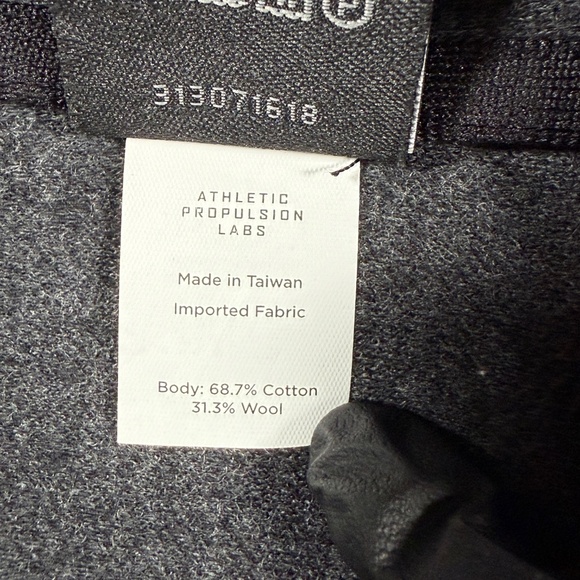 313071618
ATHLETIC
PROPULSION
LABS
Made in Taiwan
Imported Fabric
Body: 68.7% Cotton
31.3% Wool